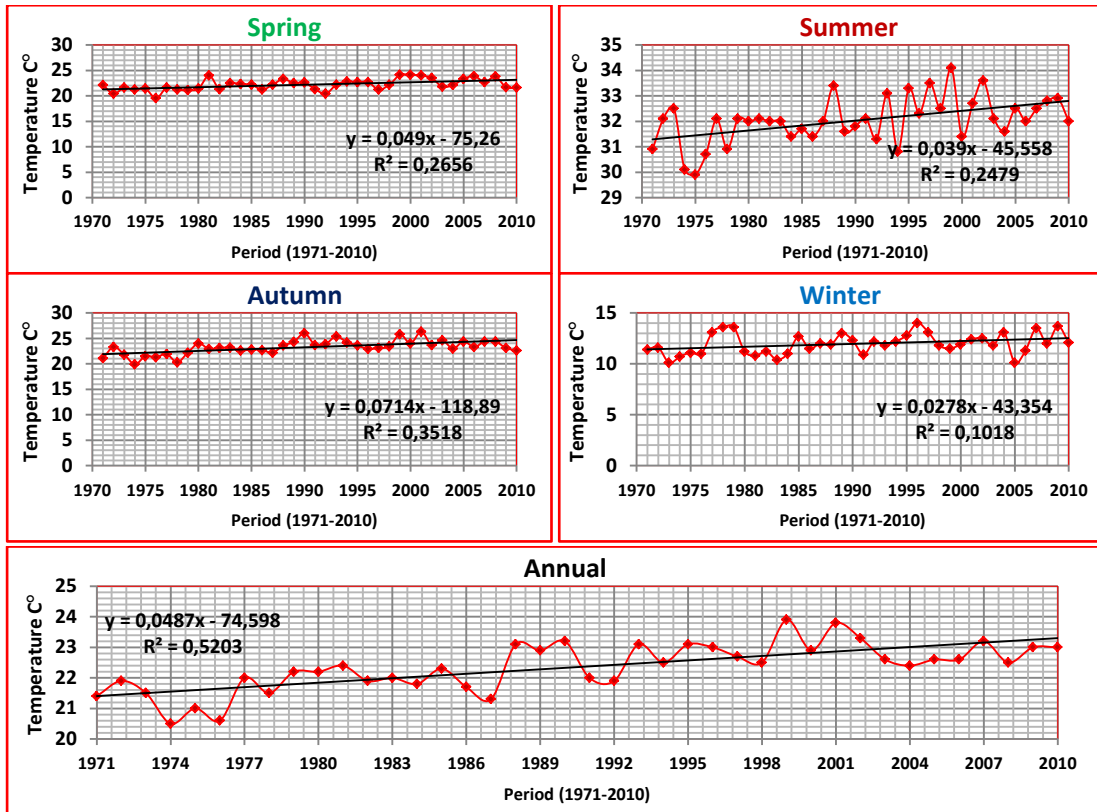 Spring
Temperature C°
30
25
20
15
10
5
0
y = 0,049x - 75,26
R² = 0,2656
1970 1975 1980 1985 1990 1995 2000 2005 2010
Period (1971-2010)
Summer
Temperature C°
35
34
33
32
31
30
29
y = 0,039x - 45,558
R² = 0,2479
1970 1975 1980 1985 1990 1995 2000 2005 2010
Period (1971-2010)
Autumn
Temperature C°
30
25
20
15
10
5
0
y = 0,0714x - 118,89
R² = 0,3518
1970 1975 1980 1985 1990 1995 2000 2005 2010
Period (1971-2010)
Winter
Temperature C°
15
10
5
0
y = 0,0278x - 43,354
R² = 0,1018
1970 1975 1980 1985 1990 1995 2000 2005 2010
Period (1971-2010)
Annual
Temperature C°
25
24
23
22
21
20
y = 0,0487x - 74,598
R² = 0,5203
1971 1974 1977 1980 1983 1986 1989 1992 1995 1998 2001 2004 2007 2010
Period (1971-2010)